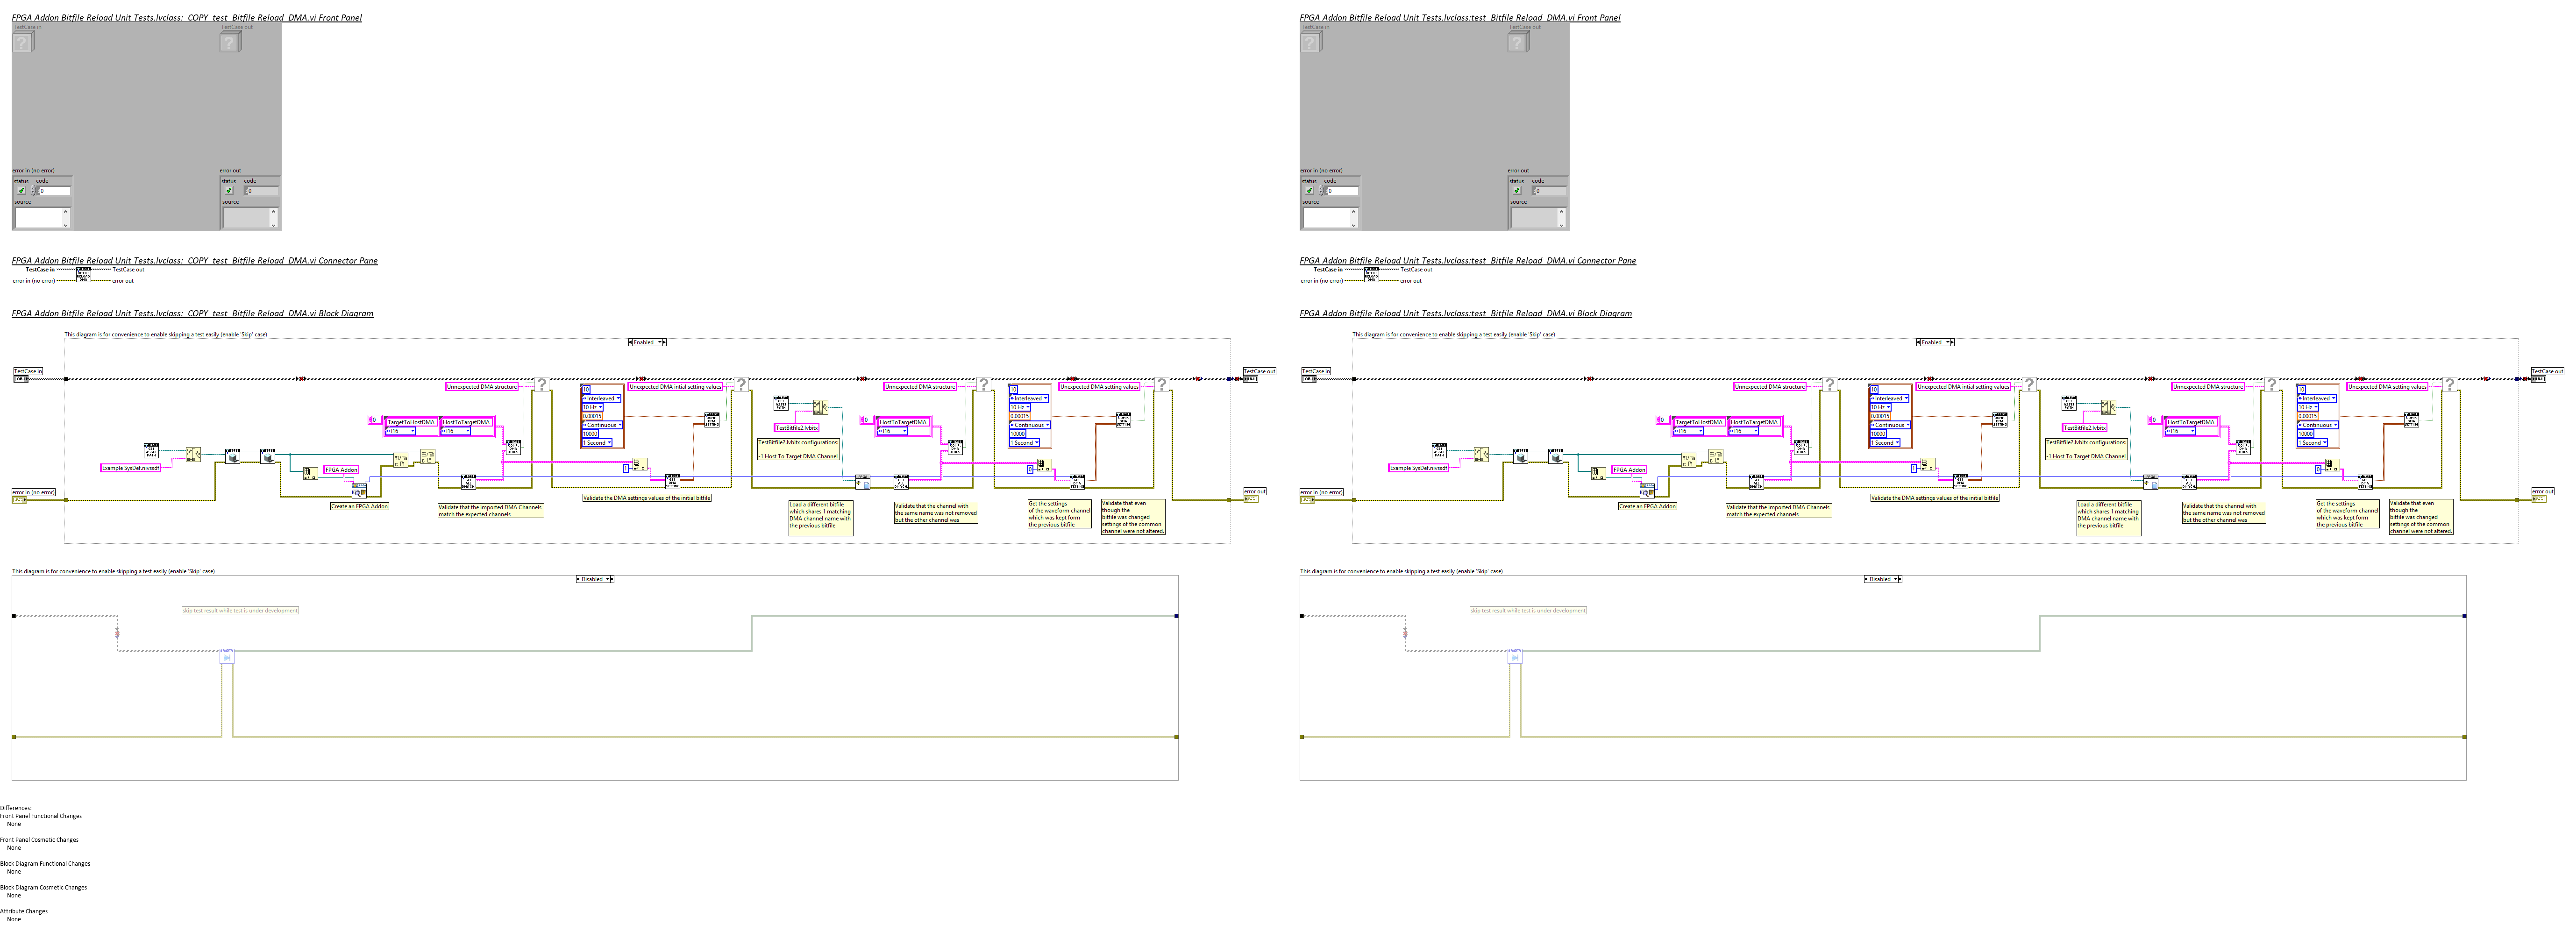 FPGA Addon Bitfile Reload Unit Tests.lvclass:_COPY_test_Bitfile Reload_DMA.vi Front Panel
TestCase in
TestCase out
error in (no error)
status
code
0
source
error out
status
code
0
source
FPGA Addon Bitfile Reload Unit Tests.lvclass:_COPY_test_Bitfile Reload_DMA.vi Connector Pane
TestCase in
TestCase out
error in (no error)
error out
FPGA Addon Bitfile Reload Unit Tests.lvclass:_COPY_test_Bitfile Reload_DMA.vi Block Diagram
This diagram is for convenience to enable skipping a test easily (enable 'Skip' case)
Enabled
TestCase in
TestCase out
Unexpected DMA structure
10
Interleaved
10 Hz
0.00015
Continuous
10000
1 Second
Unexpected DMA intial setting values
TestBitfile2.lvbitx
TestBitfile2.lvbitx configurations:
-1 Host To Target DMA Channel
Unexpected DMA structure
10
Interleaved
10 Hz
0.00015
Continuous
10000
1 Second
Unexpected DMA setting values
TargetToHostDMA
I16
HostToTargetDMA
I16
HostToTargetDMA
I16
Example SysDef.nivssdf
FPGA Addon
error in (no error)
error out
Create an FPGA Addon
Validate that the imported DMA Channels
match the expected channels
Validate the DMA settings values of the initial bitfile
Load a different bitfile
which shares 1 matching
DMA channel name with
the previous bitfile
Validate that the channel with
the same name was not removed
but the other channel was
Get the settings
of the waveform channel
which was kept form
the previous bitfile
Validate that even
though the
bitfile was changed
settings of the common
channel were not altered.
This diagram is for convenience to enable skipping a test easily (enable 'Skip' case)
Disabled
skip test result while test is under development
Differences:
Front Panel Functional Changes
None
Front Panel Cosmetic Changes
None
Block Diagram Functional Changes
None
Block Diagram Cosmetic Changes
None
Attribute Changes
None
FPGA Addon Bitfile Reload Unit Tests.lvclass:test_Bitfile Reload_DMA.vi Front Panel
TestCase in
TestCase out
error in (no error)
status
code
0
source
error out
status
code
0
source
FPGA Addon Bitfile Reload Unit Tests.lvclass:test_Bitfile Reload_DMA.vi Connector Pane
TestCase in
TestCase out
error in (no error)
error out
FPGA Addon Bitfile Reload Unit Tests.lvclass:test_Bitfile Reload_DMA.vi Block Diagram
This diagram is for convenience to enable skipping a test easily (enable 'Skip' case)
Enabled
TestCase in
TestCase out
Unexpected DMA structure
10
Interleaved
10 Hz
0.00015
Continuous
10000
1 Second
Unexpected DMA intial setting values
TestBitfile2.lvbitx
TestBitfile2.lvbitx configurations:
-1 Host To Target DMA Channel
Unexpected DMA structure
10
Interleaved
10 Hz
0.00015
Continuous
10000
1 Second
Unexpected DMA setting values
TargetToHostDMA
I16
HostToTargetDMA
I16
HostToTargetDMA
I16
Example SysDef.nivssdf
FPGA Addon
error in (no error)
error out
Create an FPGA Addon
Validate that the imported DMA Channels
match the expected channels
Validate the DMA settings values of the initial bitfile
Load a different bitfile
which shares 1 matching
DMA channel name with
the previous bitfile
Validate that the channel with
the same name was not removed
but the other channel was
Get the settings
of the waveform channel
which was kept form
the previous bitfile
Validate that even
though the
bitfile was changed
settings of the common
channel were not altered.
This diagram is for convenience to enable skipping a test easily (enable 'Skip' case)
Disabled
skip test result while test is under development